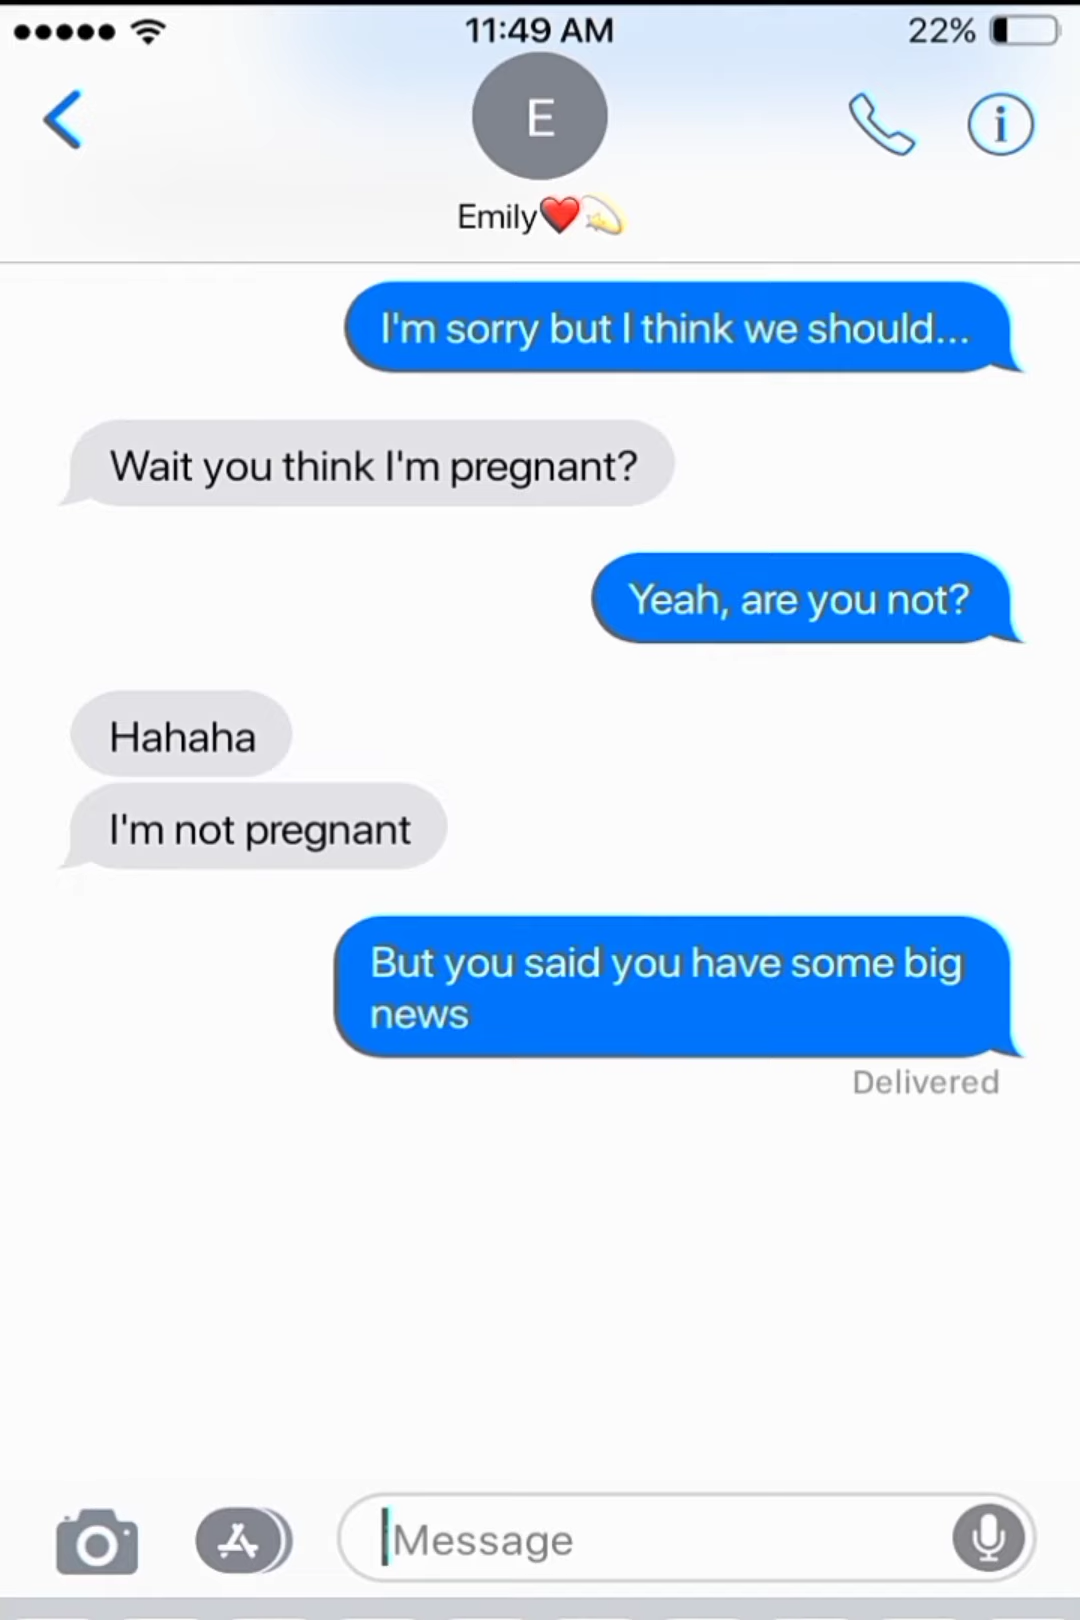 11:49 AM
22%
E
Emily❤️💫
I'm sorry but I think we should...
Wait you think I'm pregnant?
Yeah, are you not?
Hahaha
I'm not pregnant
But you said you have some big
news
Delivered
Message